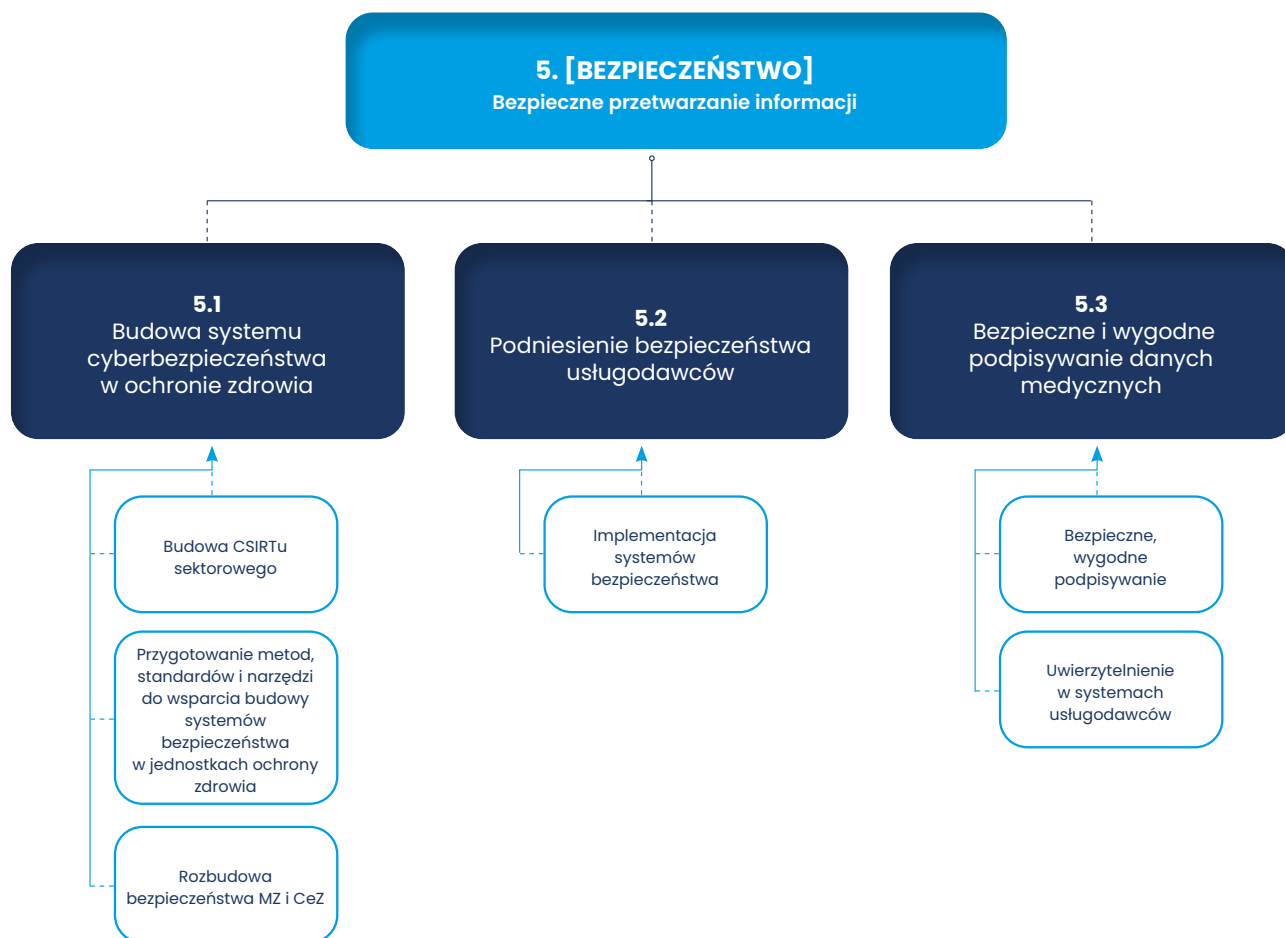 5. [BEZPIECZEŃSTWO]
Bezpieczne przetwarzanie informacji
5.1
Budowa systemu
cyberbezpieczeństwa
w ochronie zdrowia
5.2
Podniesienie bezpieczeństwa
usługodawców
5.3
Bezpieczne i wygodne
podpisywanie danych
medycznych
Budowa CSIRTu
sektorowego
Przygotowanie metod,
standardów i narzędzi
do wsparcia budowy
systemów
bezpieczeństwa
w jednostkach ochrony
zdrowia
Rozbudowa
bezpieczeństwa MZ i CeZ
Implementacja
systemów
bezpieczeństwa
Bezpieczne,
wygodne
podpisywanie
Uwierzytelnienie
w systemach
usługodawców